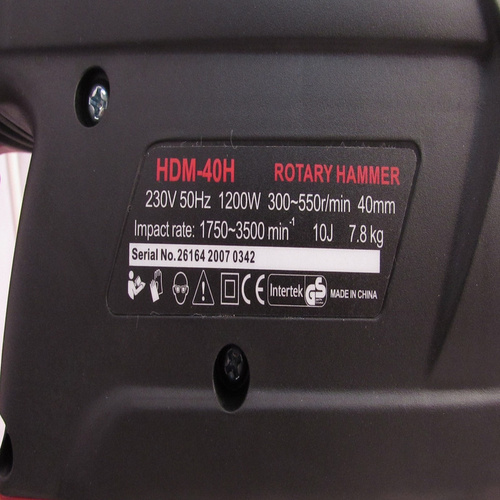 HDM-40H ROTARY HAMMER
230V 50Hz 1200W 300~550r/min 40mm
Impact rate: 1750~3500 min⁻¹ 10J 7.8 kg
Serial No. 26164 2007 0342
CE Intertek GS MADE IN CHINA